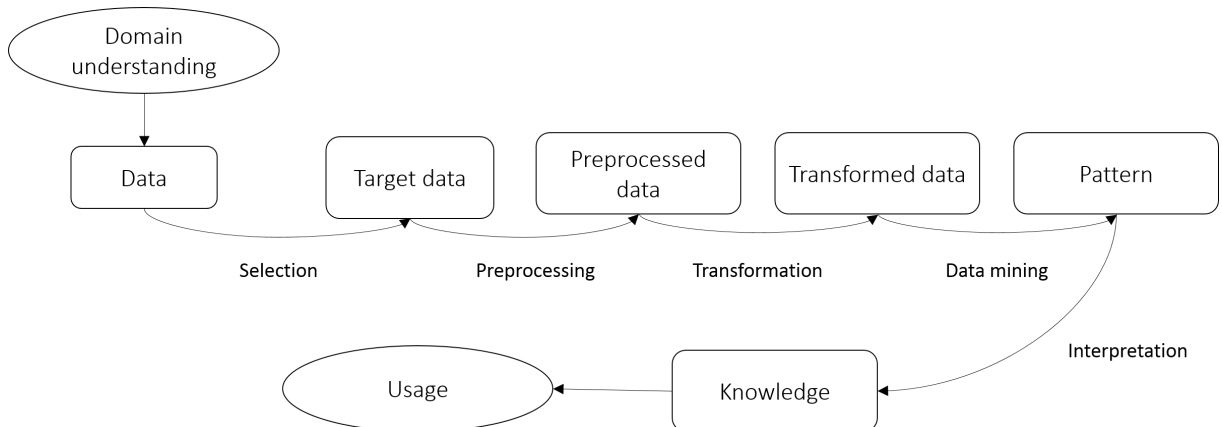 Domain
understanding
Data
Target data
Preprocessed
data
Transformed data
Pattern
Selection
Preprocessing
Transformation
Data mining
Interpretation
Usage
Knowledge